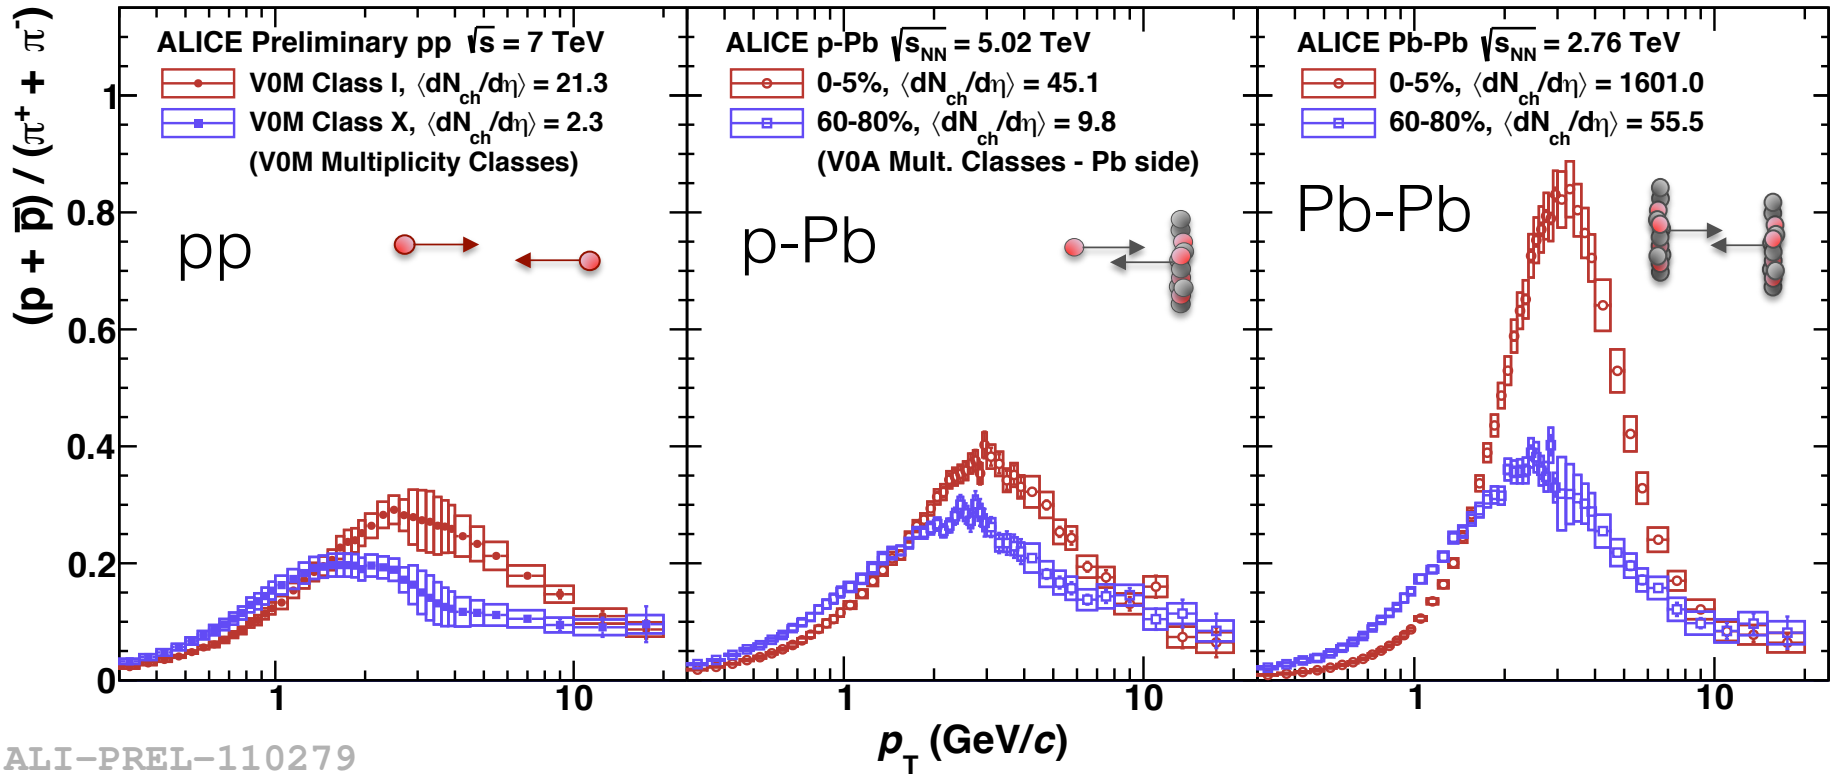 (p + p̅) / (π⁺ + π⁻)
ALICE Preliminary pp √s = 7 TeV
V0M Class I, ⟨dN_ch/dη⟩ = 21.3
V0M Class X, ⟨dN_ch/dη⟩ = 2.3
(V0M Multiplicity Classes)
pp
ALICE p-Pb √s_NN = 5.02 TeV
0-5%, ⟨dN_ch/dη⟩ = 45.1
60-80%, ⟨dN_ch/dη⟩ = 9.8
(V0A Mult. Classes - Pb side)
p-Pb
ALICE Pb-Pb √s_NN = 2.76 TeV
0-5%, ⟨dN_ch/dη⟩ = 1601.0
60-80%, ⟨dN_ch/dη⟩ = 55.5
Pb-Pb
1
0.8
0.6
0.4
0.2
0
1 10 1 10 1 10
p_T (GeV/c)
ALI-PREL-110279